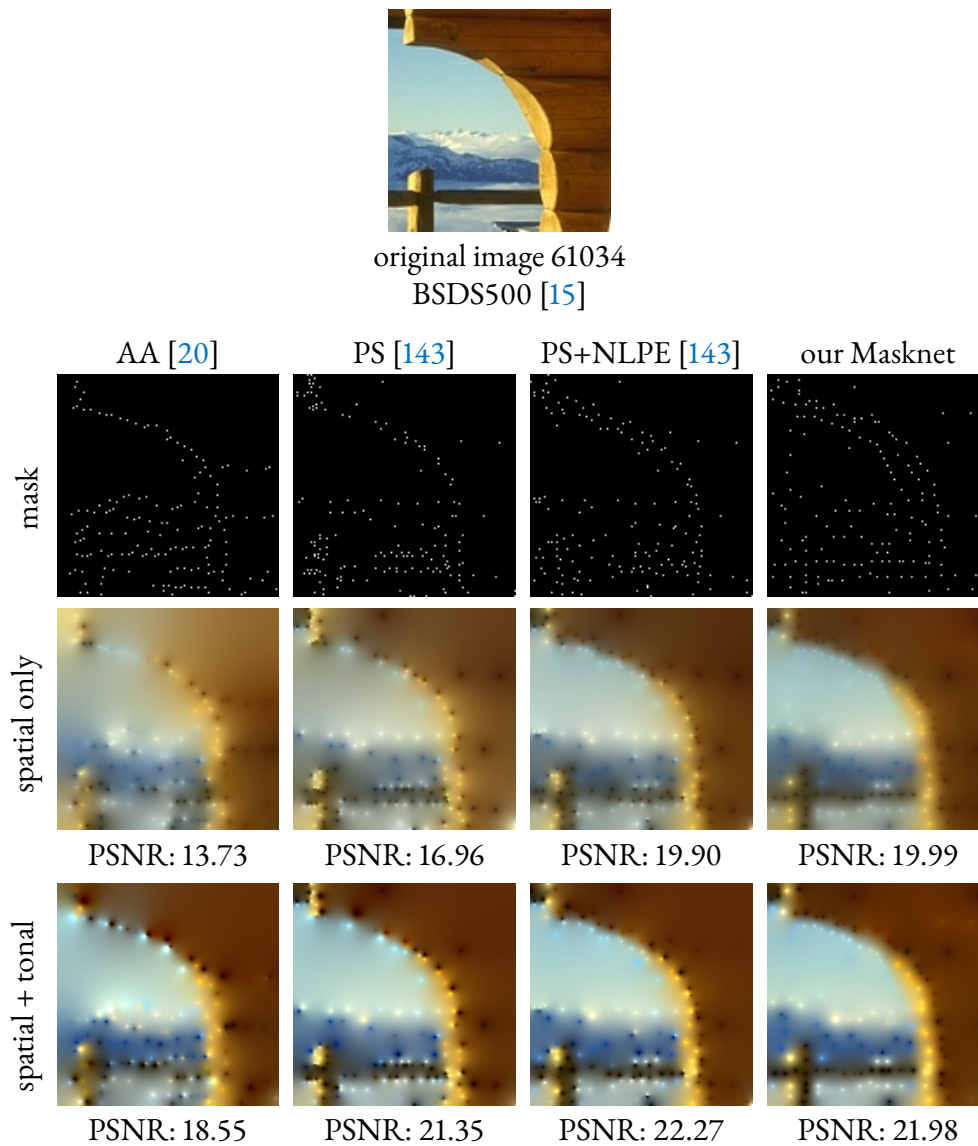 original image 61034
BSDS500 [15]
AA [20]
PS [143]
PS+NLPE [143]
our Masknet
mask
spatial only
PSNR: 13.73
PSNR: 16.96
PSNR: 19.90
PSNR: 19.99
spatial + tonal
PSNR: 18.55
PSNR: 21.35
PSNR: 22.27
PSNR: 21.98